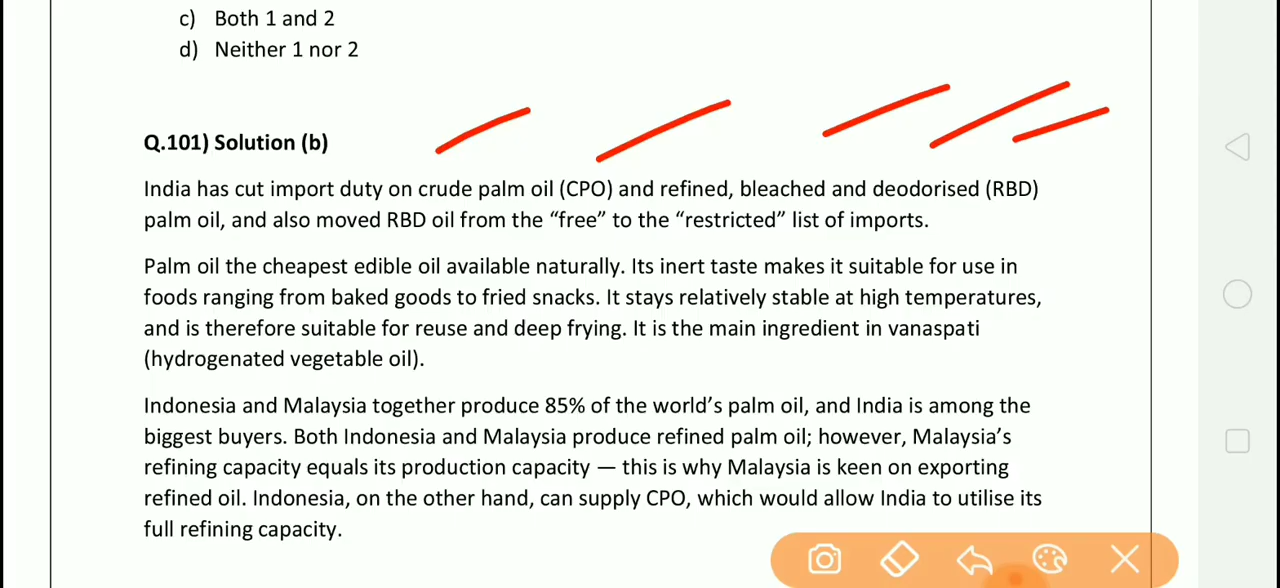 c) Both 1 and 2
d) Neither 1 nor 2
Q.101) Solution (b)
India has cut import duty on crude palm oil (CPO) and refined, bleached and deodorised (RBD)
palm oil, and also moved RBD oil from the “free” to the “restricted” list of imports.
Palm oil the cheapest edible oil available naturally. Its inert taste makes it suitable for use in
foods ranging from baked goods to fried snacks. It stays relatively stable at high temperatures,
and is therefore suitable for reuse and deep frying. It is the main ingredient in vanaspati
(hydrogenated vegetable oil).
Indonesia and Malaysia together produce 85% of the world’s palm oil, and India is among the
biggest buyers. Both Indonesia and Malaysia produce refined palm oil; however, Malaysia’s
refining capacity equals its production capacity — this is why Malaysia is keen on exporting
refined oil. Indonesia, on the other hand, can supply CPO, which would allow India to utilise its
full refining capacity.